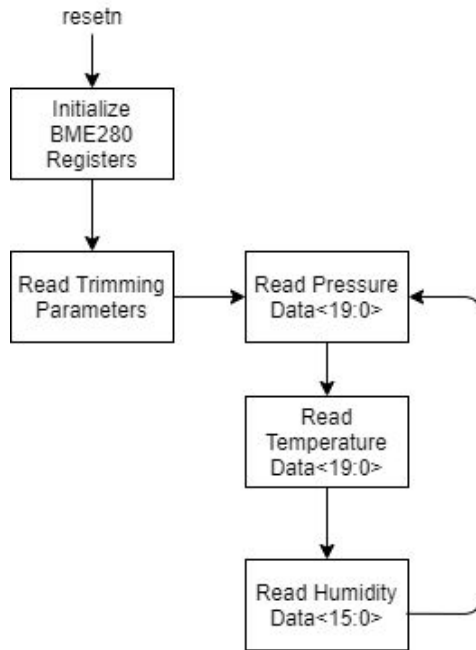 resetn
Initialize
BME280
Registers
Read Trimming
Parameters
Read Pressure
Data<19:0>
Read
Temperature
Data<19:0>
Read Humidity
Data<15:0>